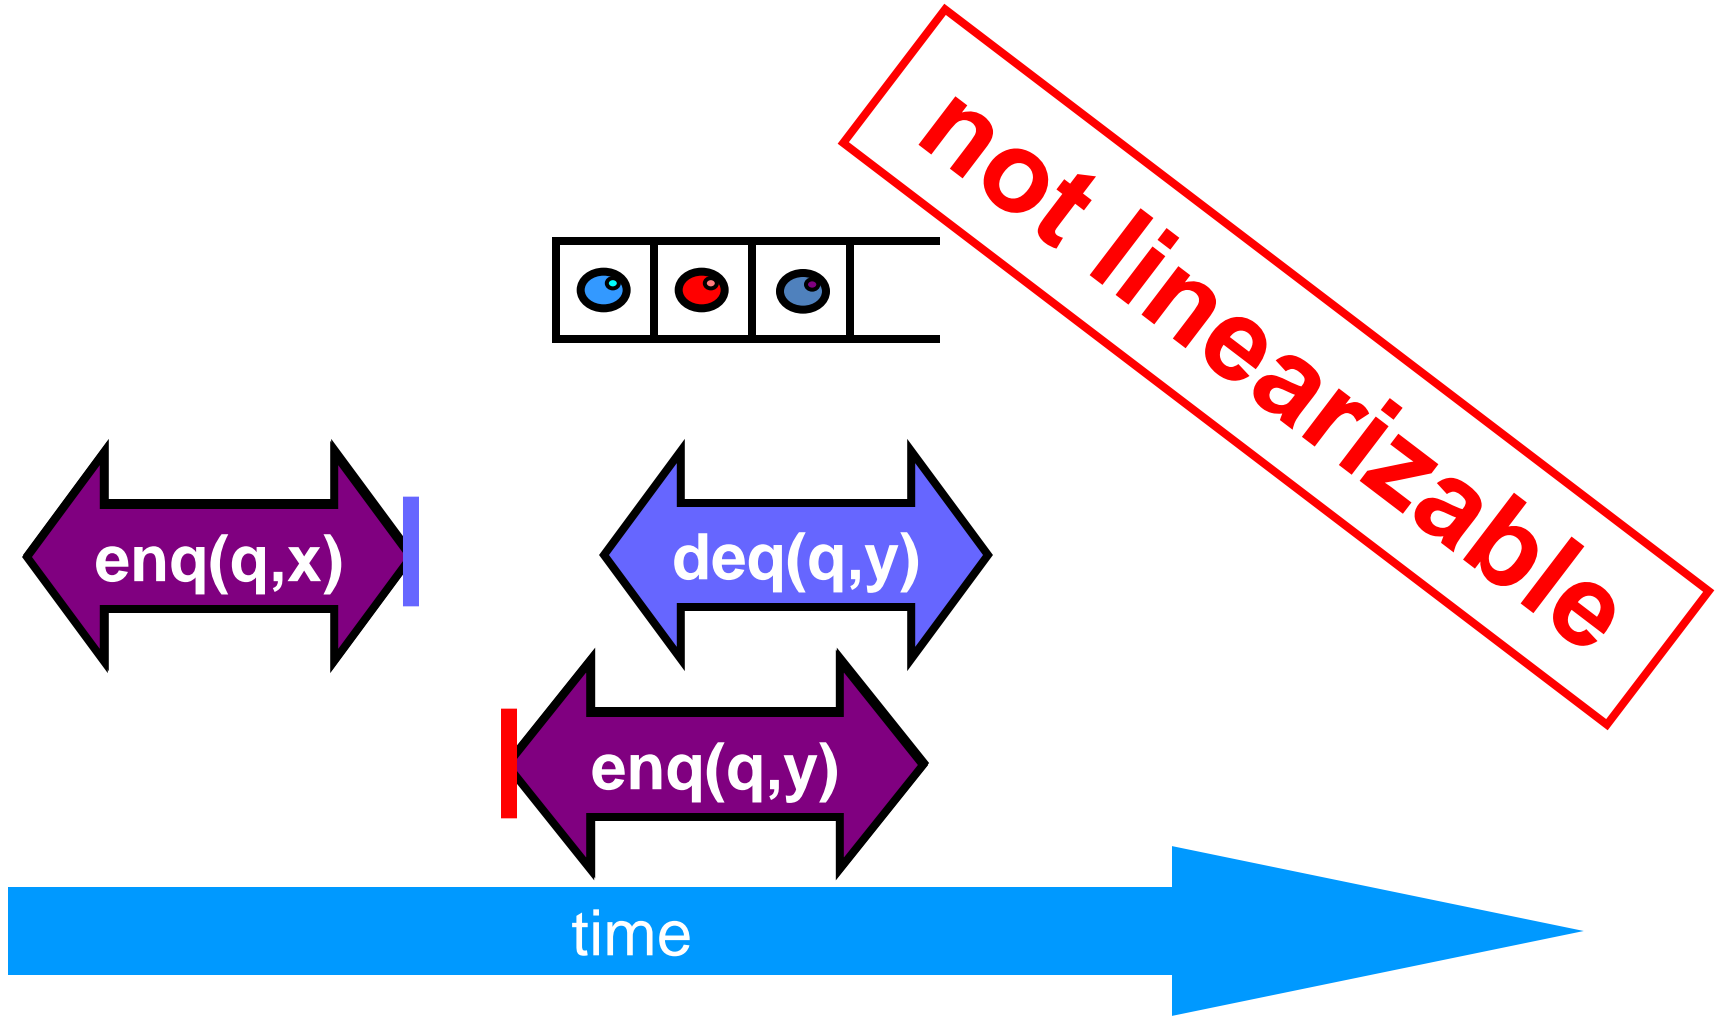 not linearizable
enq(q,x)
deq(q,y)
enq(q,y)
time